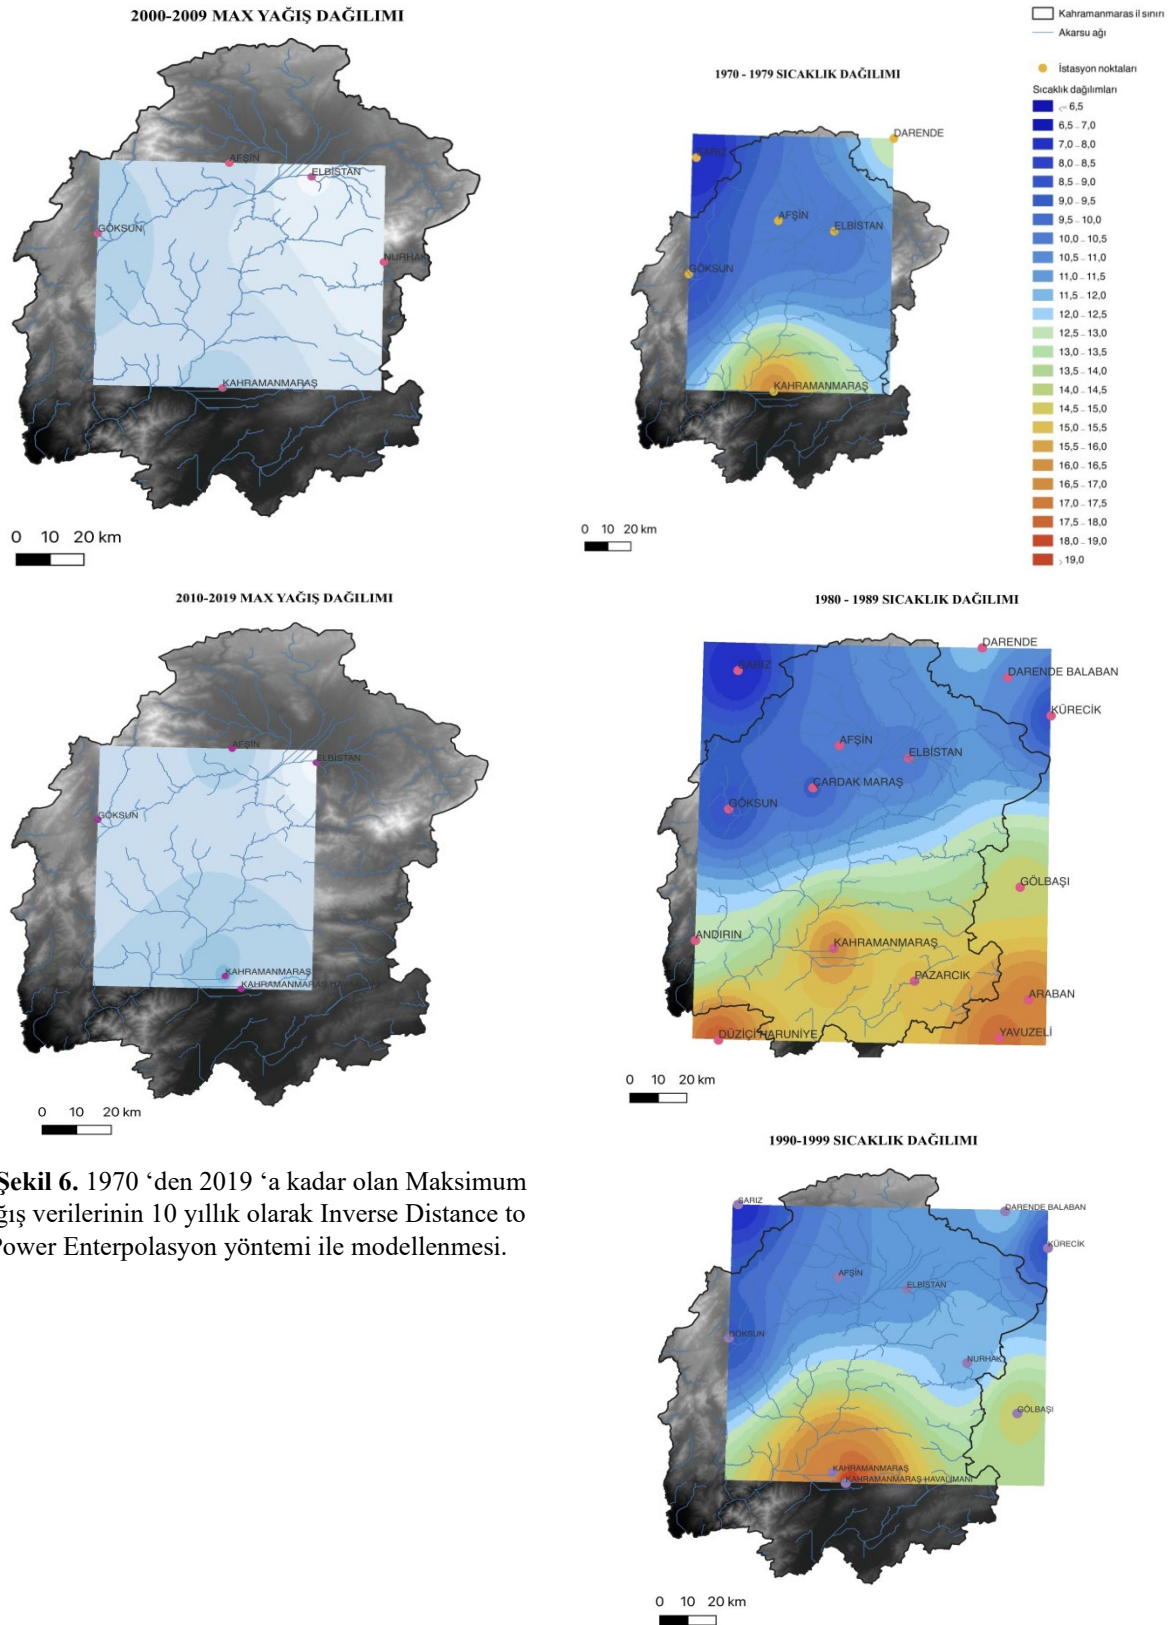 2000-2009 MAX YAĞIŞ DAĞILIMI
AFŞİN
ELBİSTAN
GÖKSUN
NURHAK
KAHRAMANMARAŞ
0 10 20 km
2010-2019 MAX YAĞIŞ DAĞILIMI
AFŞİN
ELBİSTAN
GÖKSUN
KAHRAMANMARAŞ
KAHRAMANMARAŞ
0 10 20 km
Şekil 6. 1970 ‘den 2019 ‘a kadar olan Maksimum
ğış verilerinin 10 yıllık olarak Inverse Distance to
Power Enterpolasyon yöntemi ile modellenmesi.
1970 - 1979 SICAKLIK DAĞILIMI
DARENDE
SARIZ
AFŞİN
ELBİSTAN
GÖKSUN
KAHRAMANMARAŞ
0 10 20 km
Kahramanmaras il sınırı
Akarsu ağı
İstasyon noktaları
Sıcaklık dağılımları
<= 6,5
6,5 - 7,0
7,0 - 8,0
8,0 - 8,5
8,5 - 9,0
9,0 - 9,5
9,5 - 10,0
10,0 - 10,5
10,5 - 11,0
11,0 - 11,5
11,5 - 12,0
12,0 - 12,5
12,5 - 13,0
13,0 - 13,5
13,5 - 14,0
14,0 - 14,5
14,5 - 15,0
15,0 - 15,5
15,5 - 16,0
16,0 - 16,5
16,5 - 17,0
17,0 - 17,5
17,5 - 18,0
18,0 - 19,0
> 19,0
1980 - 1989 SICAKLIK DAĞILIMI
DARENDE
SARIZ
DARENDE BALABAN
KÜRECİK
AFŞİN
ELBİSTAN
ÇARDAK MARAŞ
GÖKSUN
GÖLBAŞI
ANDIRIN
KAHRAMANMARAŞ
PAZARCIK
ARABAN
DÜZİÇİ HARUNİYE
YAVUZELİ
0 10 20 km
1990-1999 SICAKLIK DAĞILIMI
SARIZ
DARENDE BALABAN
KÜRECİK
AFŞİN
ELBİSTAN
GÖKSUN
NURHAK
GÖLBAŞI
KAHRAMANMARAŞ
KAHRAMANMARAŞ HAVALİMANI
0 10 20 km